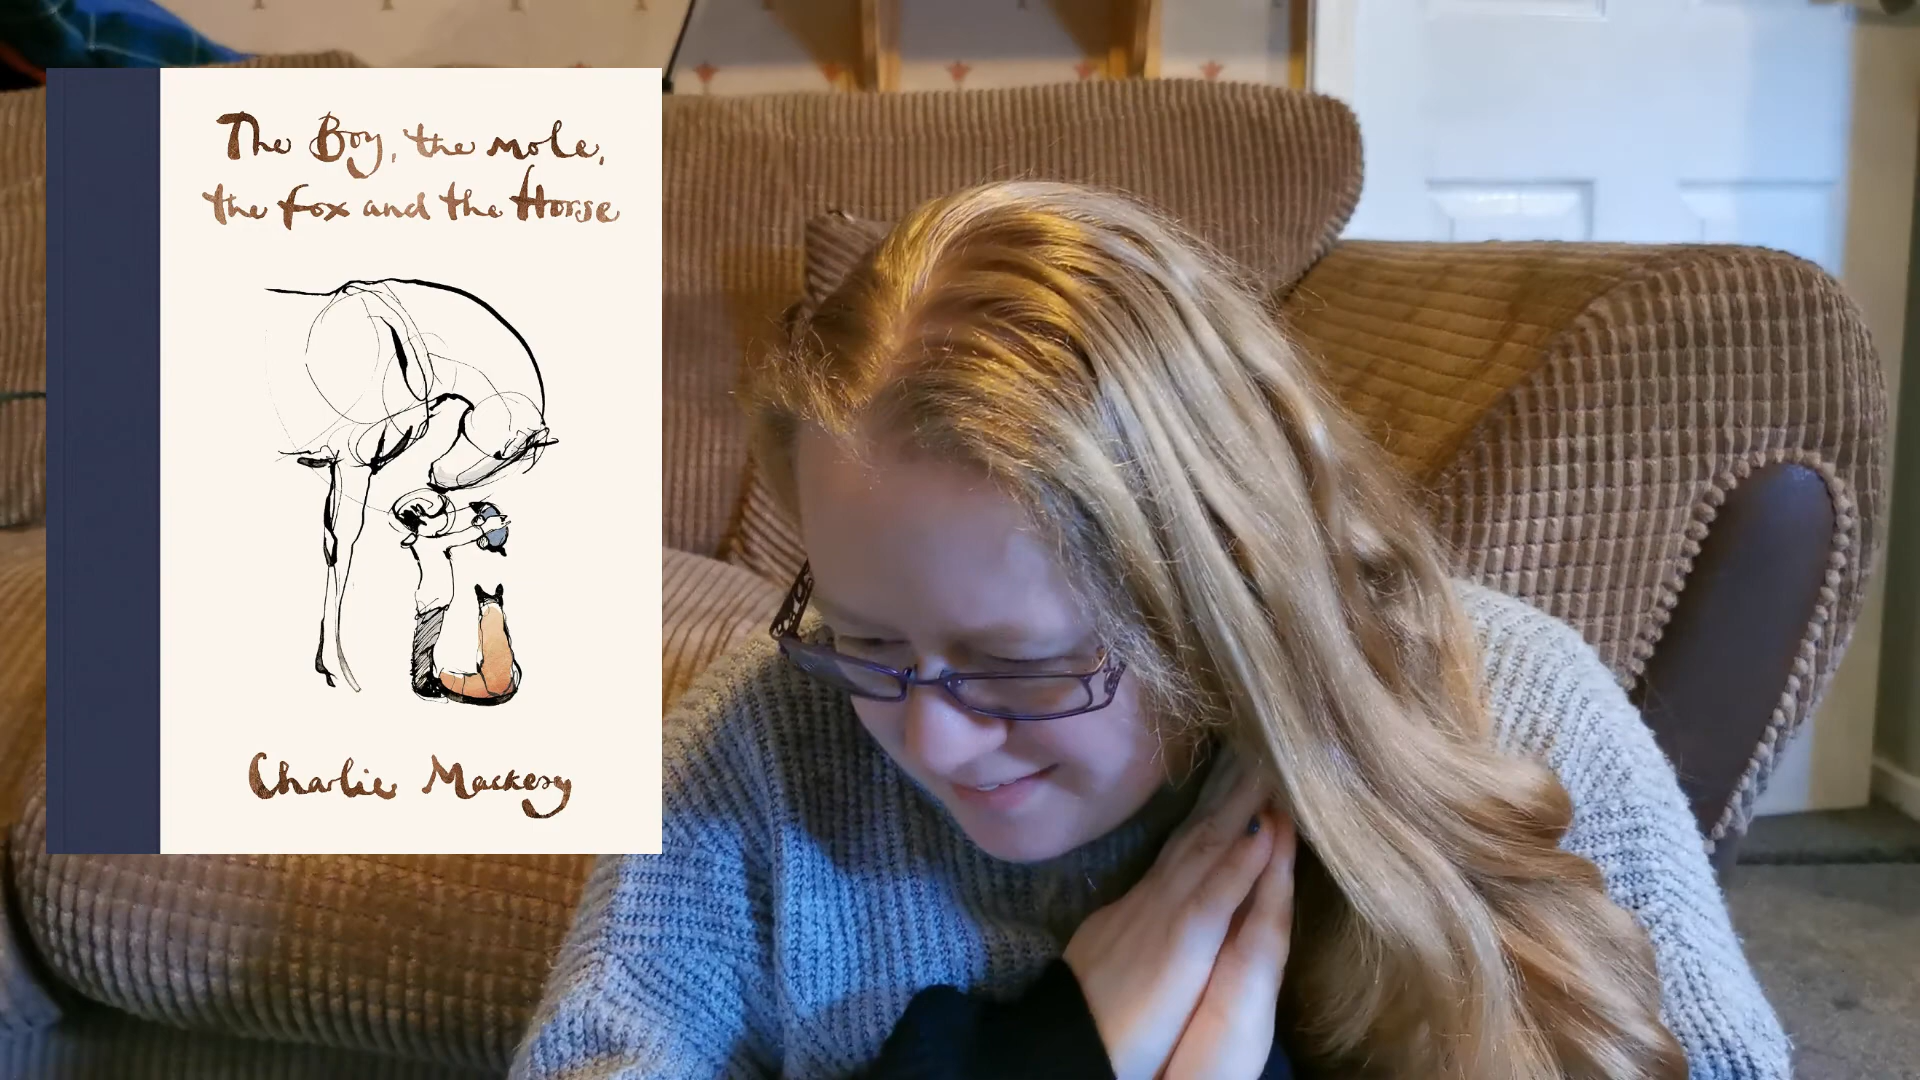 The Boy, the mole,
the fox and the Horse
Charlie Mackesy